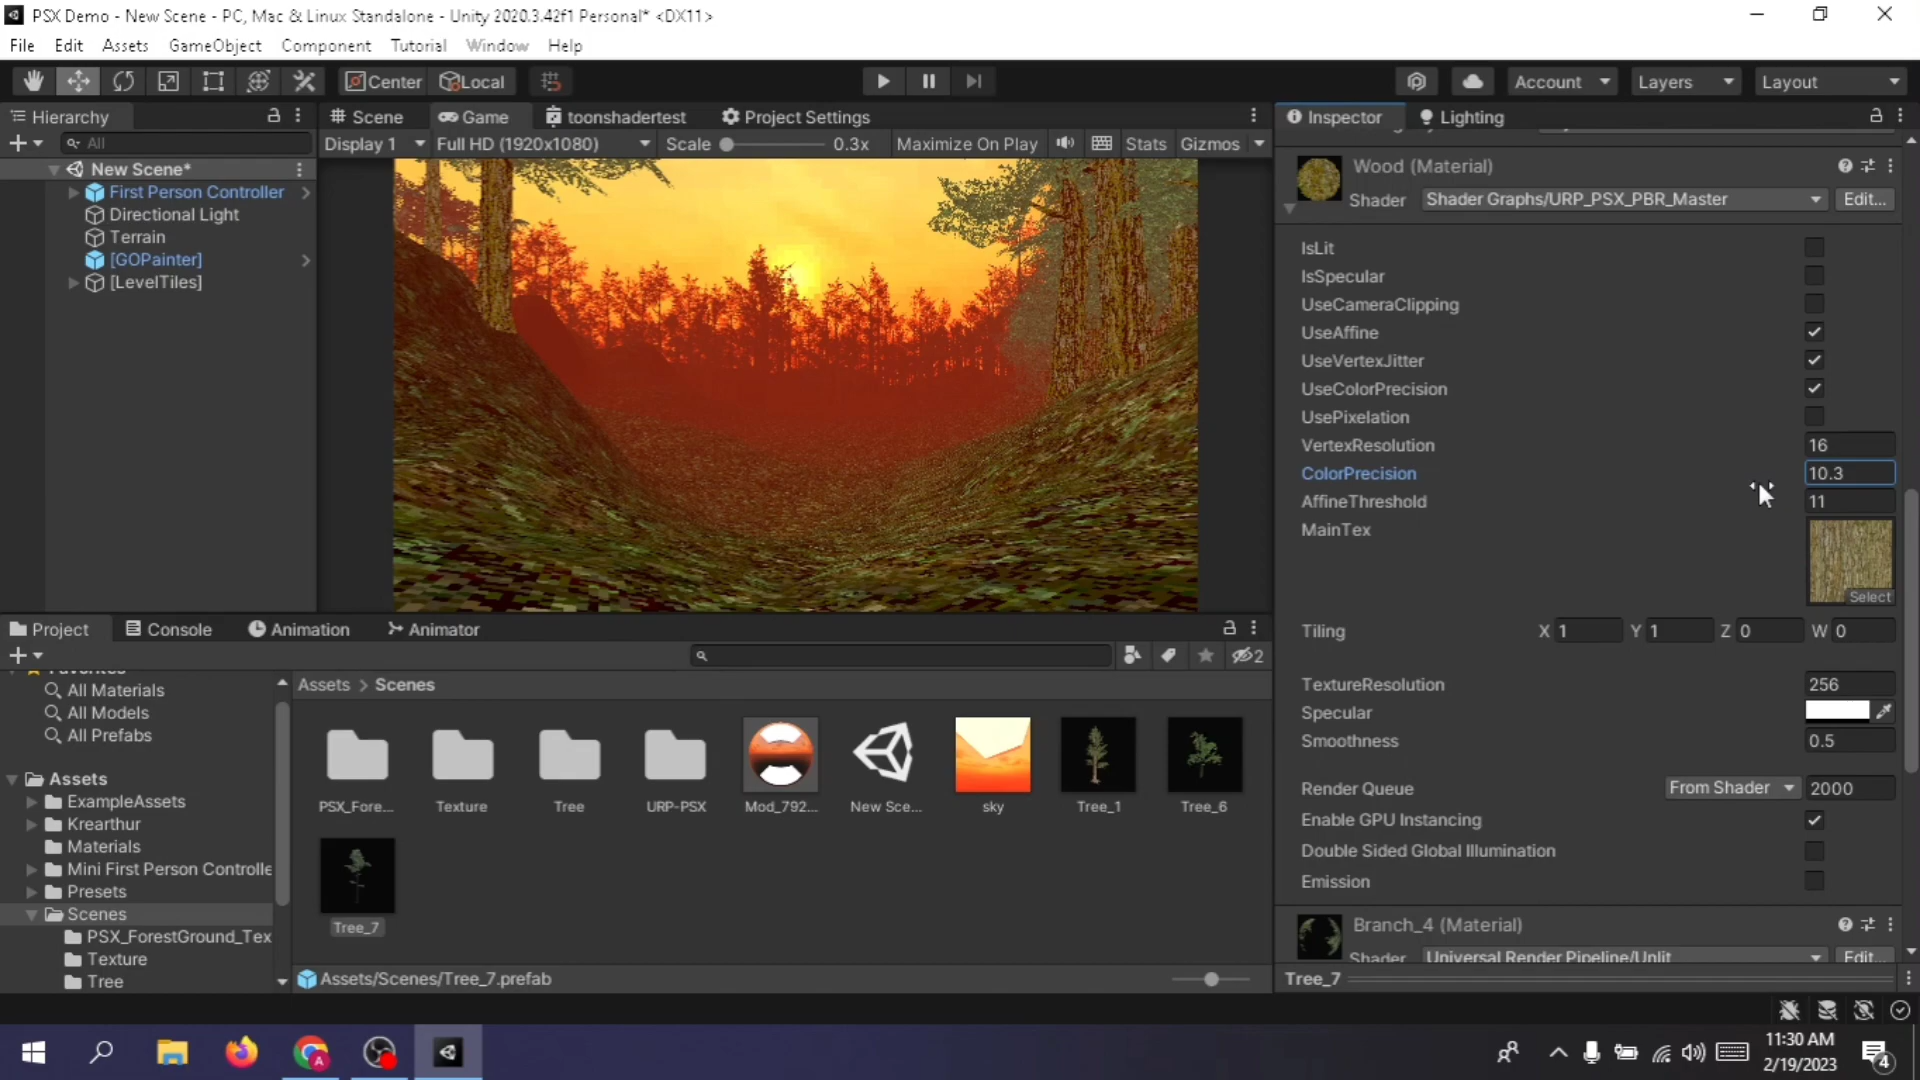 PSX Demo - New Scene - PC, Mac & Linux Standalone - Unity 2020.3.42f1 Personal* <DX11>
File Edit Assets GameObject Component Tutorial Window Help
Center Local Account Layers Layout
Hierarchy
All
New Scene*
First Person Controller
Directional Light
Terrain
[GOPainter]
[LevelTiles]
Scene Game toonshadertest Project Settings
Display 1 Full HD (1920x1080) Scale 0.3x Maximize On Play Stats Gizmos
Inspector Lighting
Wood (Material)
Shader Shader Graphs/URP_PSX_PBR_Master Edit...
IsLit
IsSpecular
UseCameraClipping
UseAffine
UseVertexJitter
UseColorPrecision
UsePixelation
VertexResolution 16
ColorPrecision 10.3
AffineThreshold 11
MainTex
Select
Tiling X 1 Y 1 Z 0 W 0
TextureResolution 256
Specular
Smoothness 0.5
Render Queue From Shader 2000
Enable GPU Instancing
Double Sided Global Illumination
Emission
Branch_4 (Material)
Shader Universal Render Pipeline/Unlit Edit...
Tree_7
Project Console Animation Animator
2
Favorites
All Materials
All Models
All Prefabs
Assets
ExampleAssets
Krearthur
Materials
Mini First Person Controlle
Presets
Scenes
PSX_ForestGround_Tex
Texture
Tree
Assets > Scenes
PSX_Fore... Texture Tree URP-PSX Mod_792... New Sce... sky Tree_1 Tree_6
Tree_7
Assets/Scenes/Tree_7.prefab
11:30 AM
2/19/2023
4